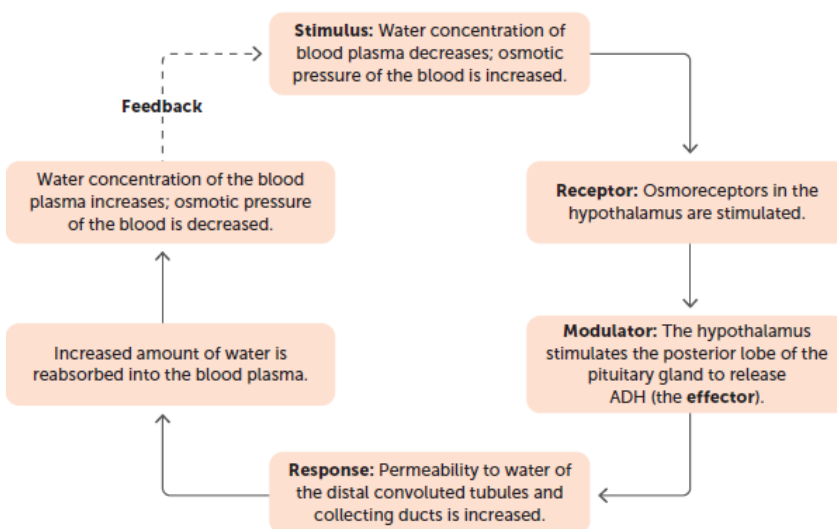 Stimulus: Water concentration of
blood plasma decreases; osmotic
pressure of the blood is increased.
Feedback
Water concentration of the blood
plasma increases; osmotic pressure
of the blood is decreased.
Receptor: Osmoreceptors in the
hypothalamus are stimulated.
Increased amount of water is
reabsorbed into the blood plasma.
Modulator: The hypothalamus
stimulates the posterior lobe of the
pituitary gland to release
ADH (the effector).
Response: Permeability to water of
the distal convoluted tubules and
collecting ducts is increased.